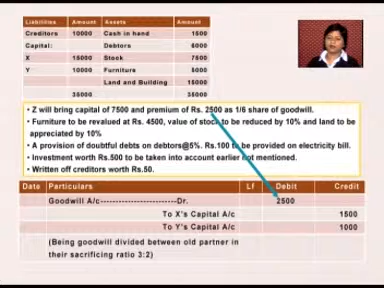 Liabilities Amount Assets Amount
Creditors 10000 Cash in hand 1500
Capital: Debtors 6000
X 15000 Stock 7500
Y 10000 Furniture 5000
Land and Building 15000
35000 35000
• Z will bring capital of 7500 and premium of Rs. 2500 as 1/6 share of goodwill.
• Furniture to be revalued at Rs. 4500, value of stock to be reduced by 10% and land to be
appreciated by 10%
• A provision of doubtful debts on debtors@5%. Rs.100 to be provided on electricity bill.
• Investment worth Rs.500 to be taken into account earlier not mentioned.
• Written off creditors worth Rs.50.
Date Particulars Lf Debit Credit
Goodwill A/c------------------------Dr. 2500
To X's Capital A/c 1500
To Y's Capital A/c 1000
(Being goodwill divided between old partner in
their sacrificing ratio 3:2)